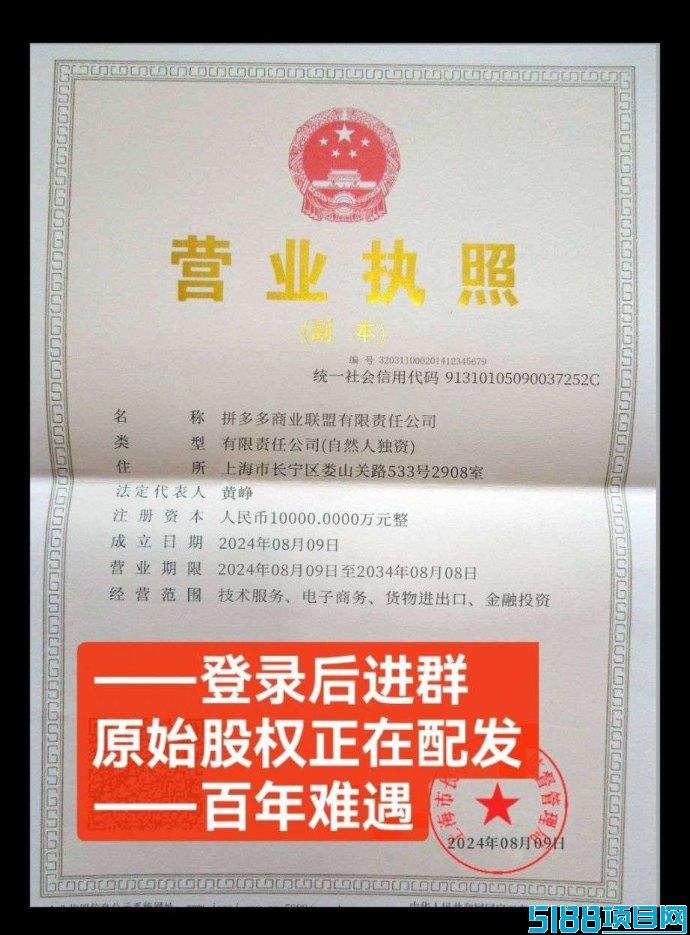 营业执照
(副 本)
编 号 320311000201412345679
统一社会信用代码 91310105090037252C
名 称 拼多多商业联盟有限责任公司
类 型 有限责任公司(自然人独资)
住 所 上海市长宁区娄山关路533号2908室
法定代表人 黄峥
注册资本 人民币10000.0000万元整
成立日期 2024年08月09日
营业期限 2024年08月09日至2034年08月08日
经营范围 技术服务、电子商务、货物进出口、金融投资
——登录后进群
原始股权正在配发
——百年难遇
上海市长 督管理局
2024年08月09日
5188项目网